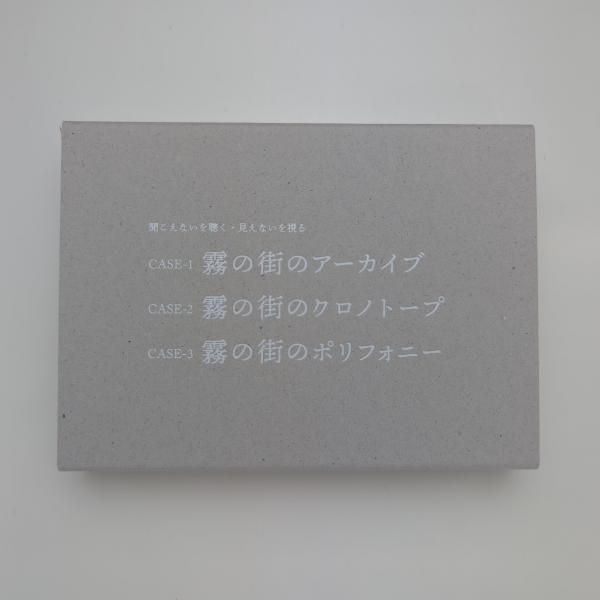 聞こえないを聴く・見えないを視る
CASE-1 霧の街のアーカイブ
CASE-2 霧の街のクロノトープ
CASE-3 霧の街のポリフォニー